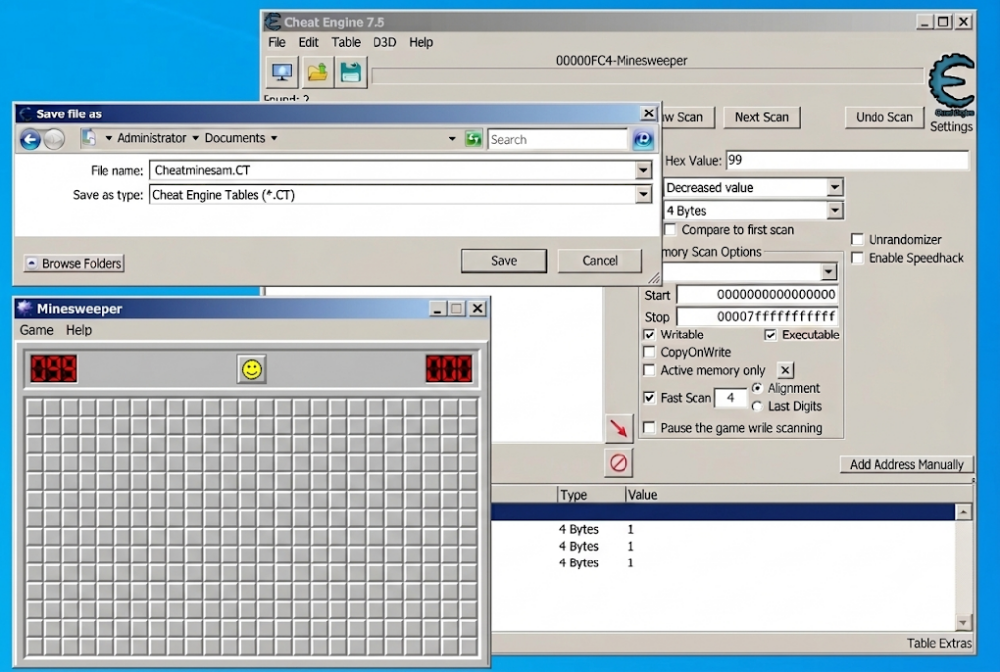 Cheat Engine 7.5
File Edit Table D3D Help
00000FC4-Minesweeper
Found: 2
Save file as
Administrator Documents
Search
File name: Cheatminesam.CT
Save as type: Cheat Engine Tables (*.CT)
Browse Folders
Save Cancel
Scan Next Scan Undo Scan
Settings
Hex Value: 99
Decreased value
4 Bytes
Compare to first scan
Unrandomizer
Enable Speedhack
mory Scan Options
Start 0000000000000000
Stop 00007fffffffffff
Writable Executable
CopyOnWrite
Active memory only
Fast Scan 4 Alignment
Last Digits
Pause the game wrile scanning
Add Address Manually
Minesweeper
Game Help
099 000
Type Value
4 Bytes 1
4 Bytes 1
4 Bytes 1
Table Extras